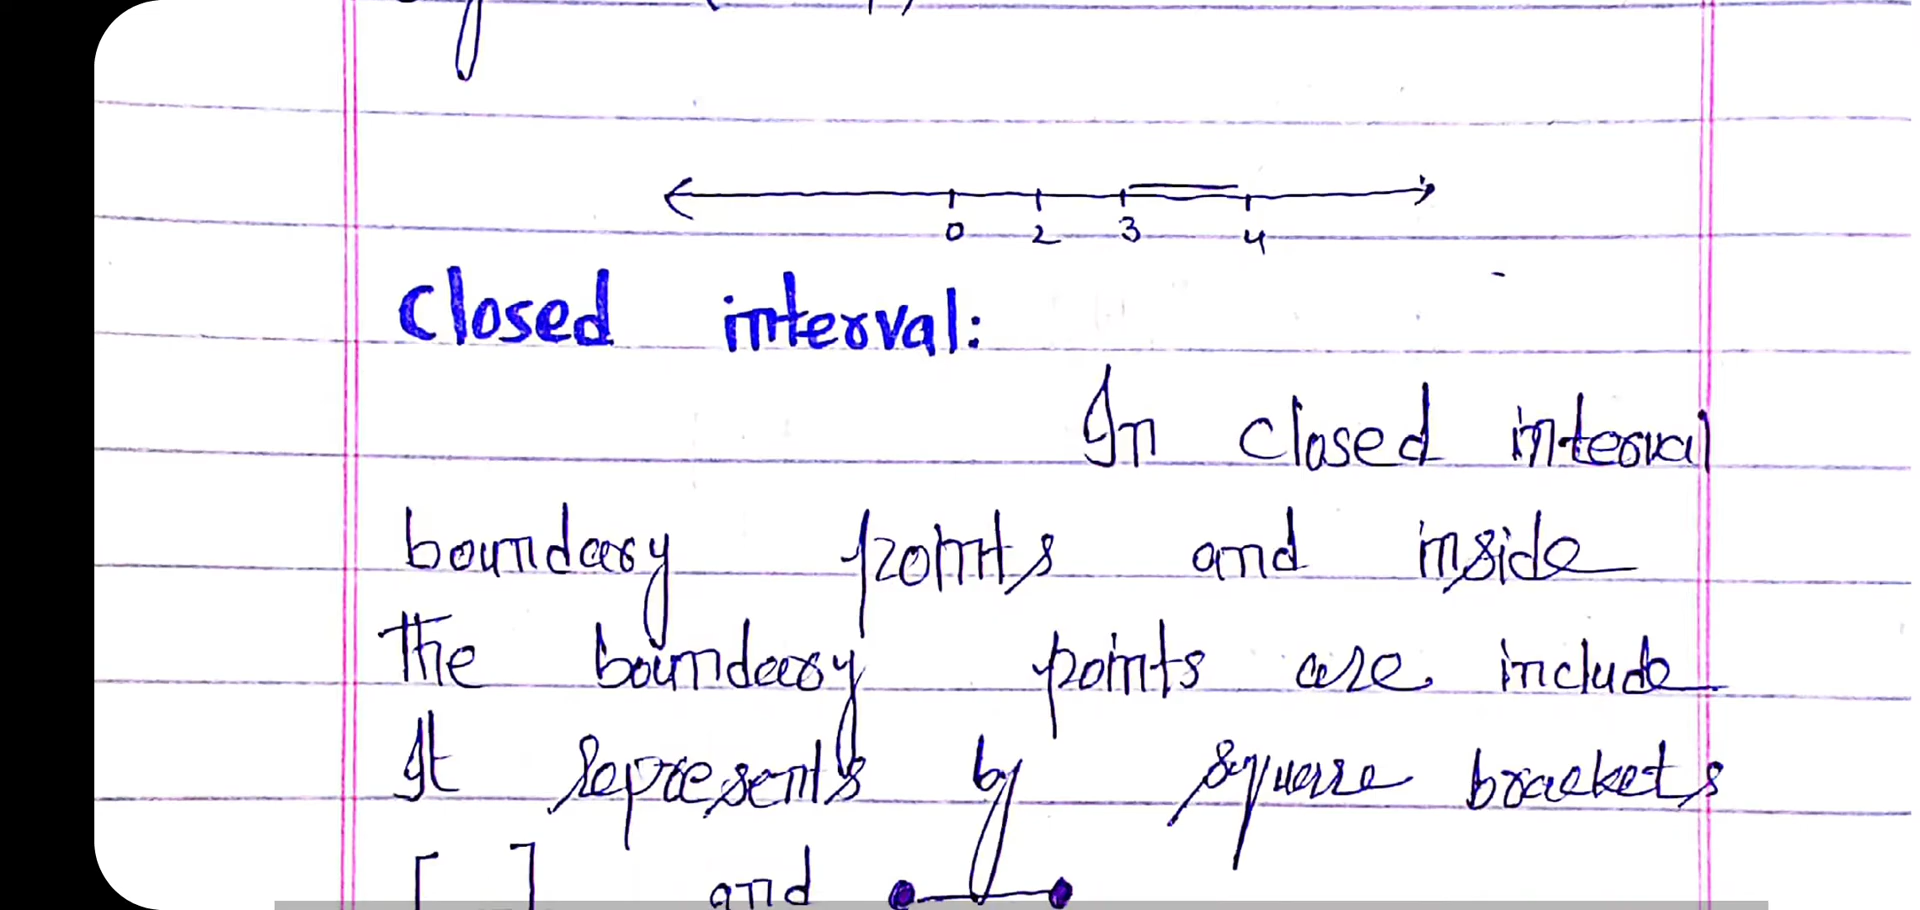 0 2 3 4
Closed interval:
In closed interval
boundary points and inside
the boundary points are include
It represents by square brackets
[ ] and